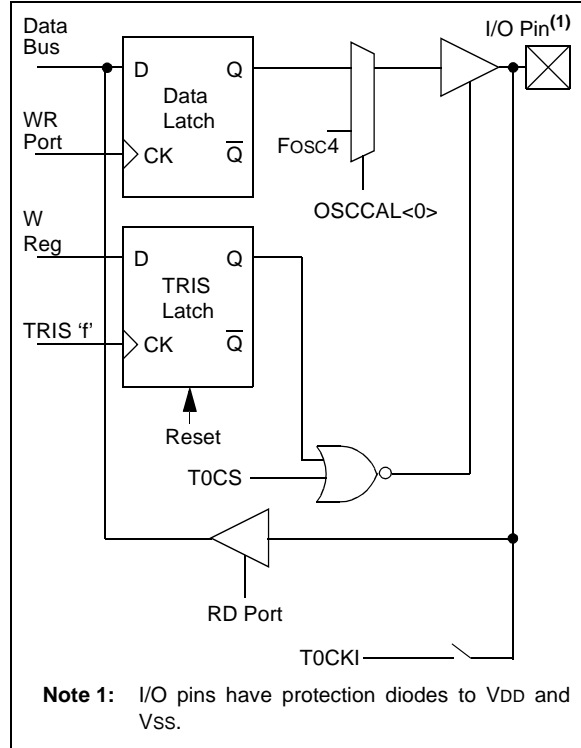 Data
Bus
I/O Pin(1)
D
Q
Data
Latch
WR
Port
CK
Q
FOSC4
OSCCAL<0>
W
Reg
D
Q
TRIS
Latch
TRIS ‘f’
CK
Q
Reset
T0CS
RD Port
T0CKI
Note 1: I/O pins have protection diodes to VDD and
VSS.